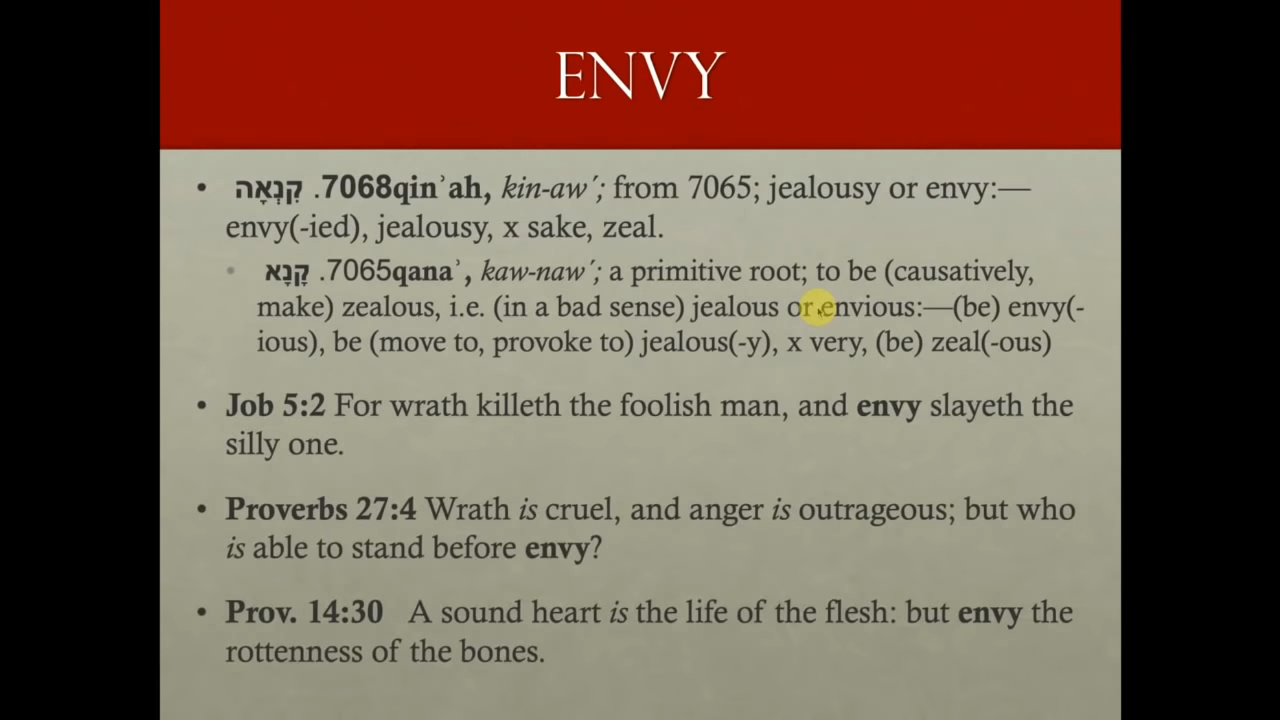 ENVY
• קִנְאָה .7068qinʾah, kin-aw´; from 7065; jealousy or envy:—
envy(-ied), jealousy, x sake, zeal.
• קָנָא .7065qanaʾ, kaw-naw´; a primitive root; to be (causatively,
make) zealous, i.e. (in a bad sense) jealous or envious:—(be) envy(-
ious), be (move to, provoke to) jealous(-y), x very, (be) zeal(-ous)
• Job 5:2 For wrath killeth the foolish man, and envy slayeth the
silly one.
• Proverbs 27:4 Wrath is cruel, and anger is outrageous; but who
is able to stand before envy?
• Prov. 14:30 A sound heart is the life of the flesh: but envy the
rottenness of the bones.